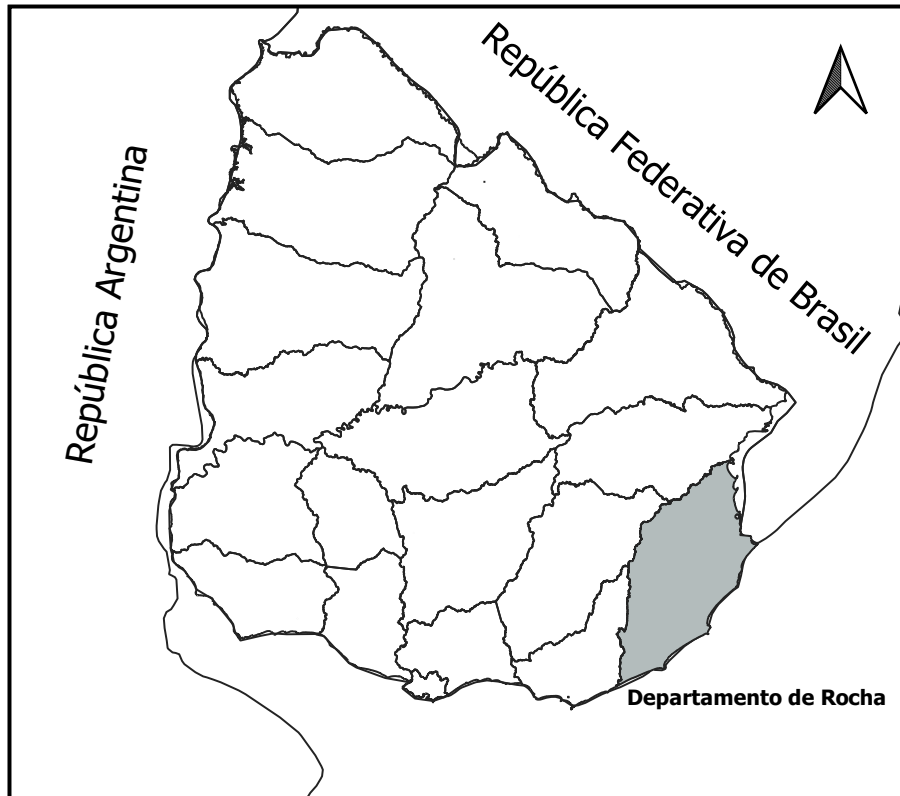 República Federativa de Brasil
República Argentina
Departamento de Rocha